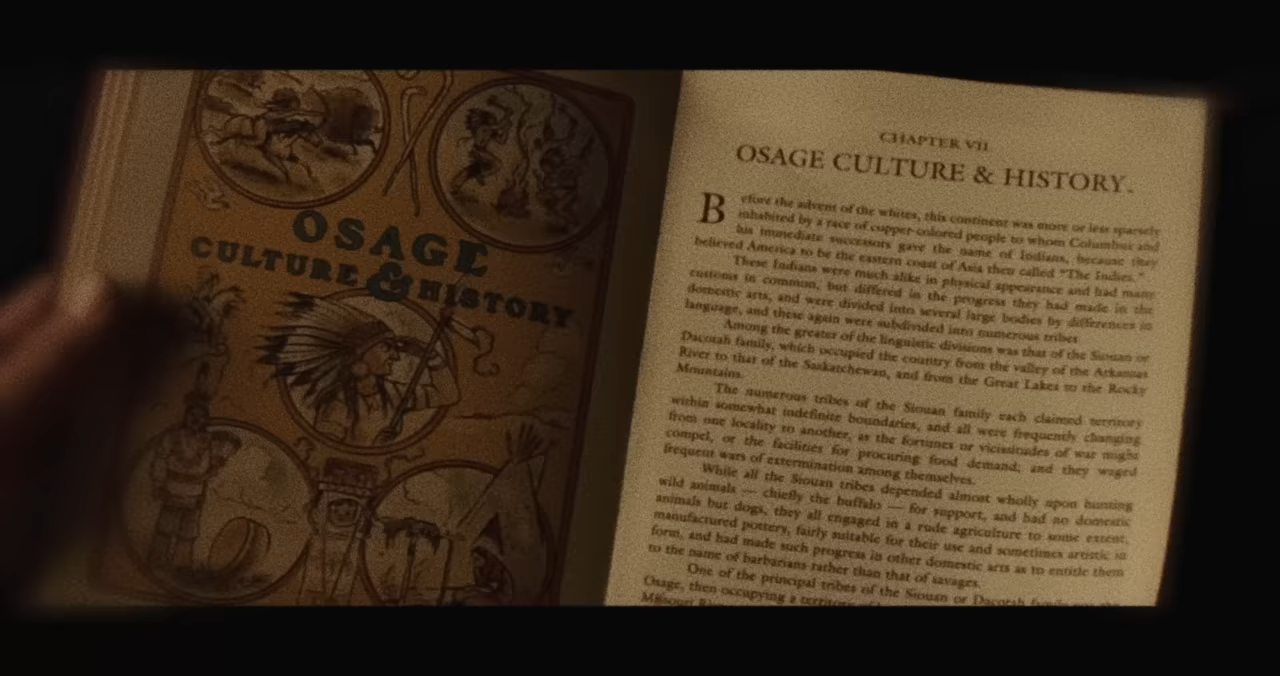 OSAGE
CULTURE & HISTORY
CHAPTER VII
OSAGE CULTURE & HISTORY.
Before the advent of the whites, this continent was more or less sparsely
inhabited by a race of cupper-colored people to whom Columbus and
his immediate successors gave the name of Indians, because they
believed America to be the eastern coast of Asia then called "The Indies."
These Indians were much alike in physical appearance and had many
customs in common, but differed in the progress they had made in the
domestic arts, and were divided into several large bodies by differences in
language, and these again were subdivided into numerous tribes
Among the greater of the linguistic divisions was that of the Siouan or
Dacotah family, which occupied the country from the valley of the Arkansas
River to that of the Saskatchewan, and from the Great Lakes to the Rocky
Mountains.
The numerous tribes of the Siouan family each claimed territory
within somewhat indefinite boundaries, and all were frequently changing
from one locality to another, as the fortunes or vicissitudes of war might
compel, or the facilities for procuring food demand; and they waged
frequent wars of extermination among themselves.
While all the Siouan tribes depended almost wholly upon hunting
wild animals — chiefly the buffalo — for support, and had no domestic
animals but dogs, they all engaged in a rude agriculture to some extent,
manufactured pottery, fairly suitable for their use and sometimes artistic in
form, and had made such progress in other domestic arts as to entitle them
to the name of barbarians rather than that of savages.
One of the principal tribes of the Siouan or Dacotah family was the
Osage, then occupying a territory
Missouri